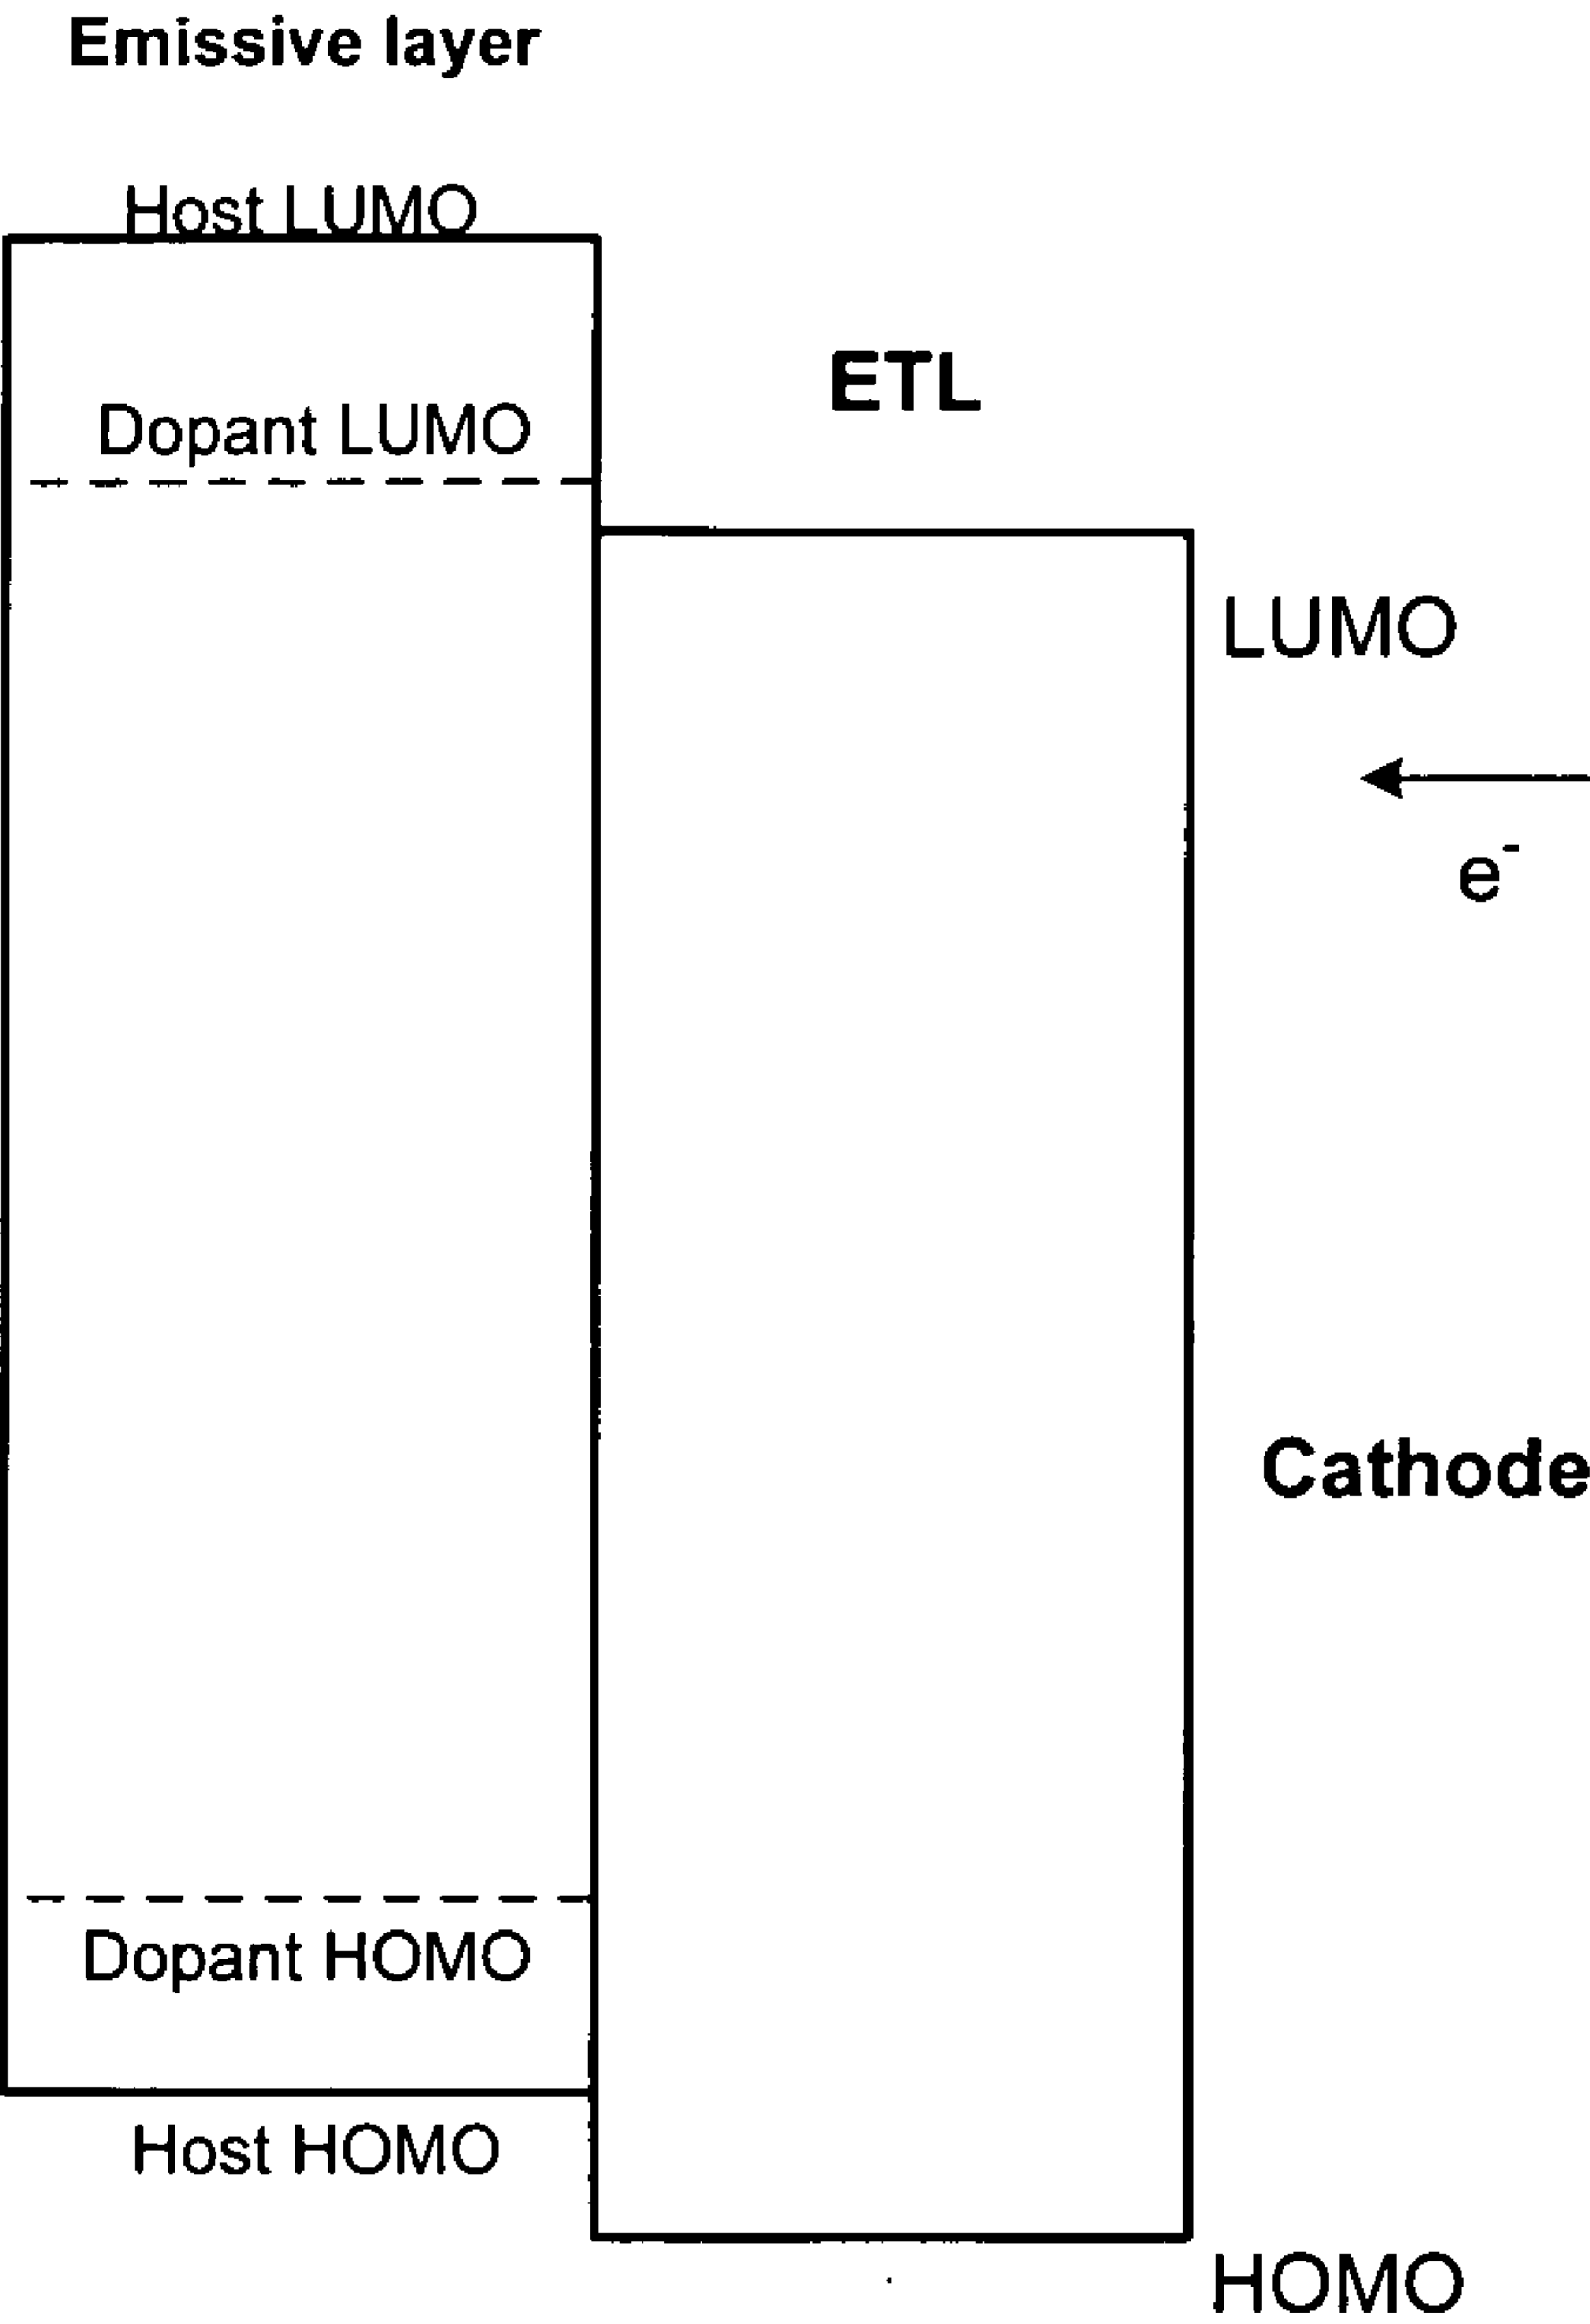 Emissive layer
Host LUMO
ETL
Dopant LUMO
LUMO
e-
Cathode
Dopant HOMO
Host HOMO
HOMO